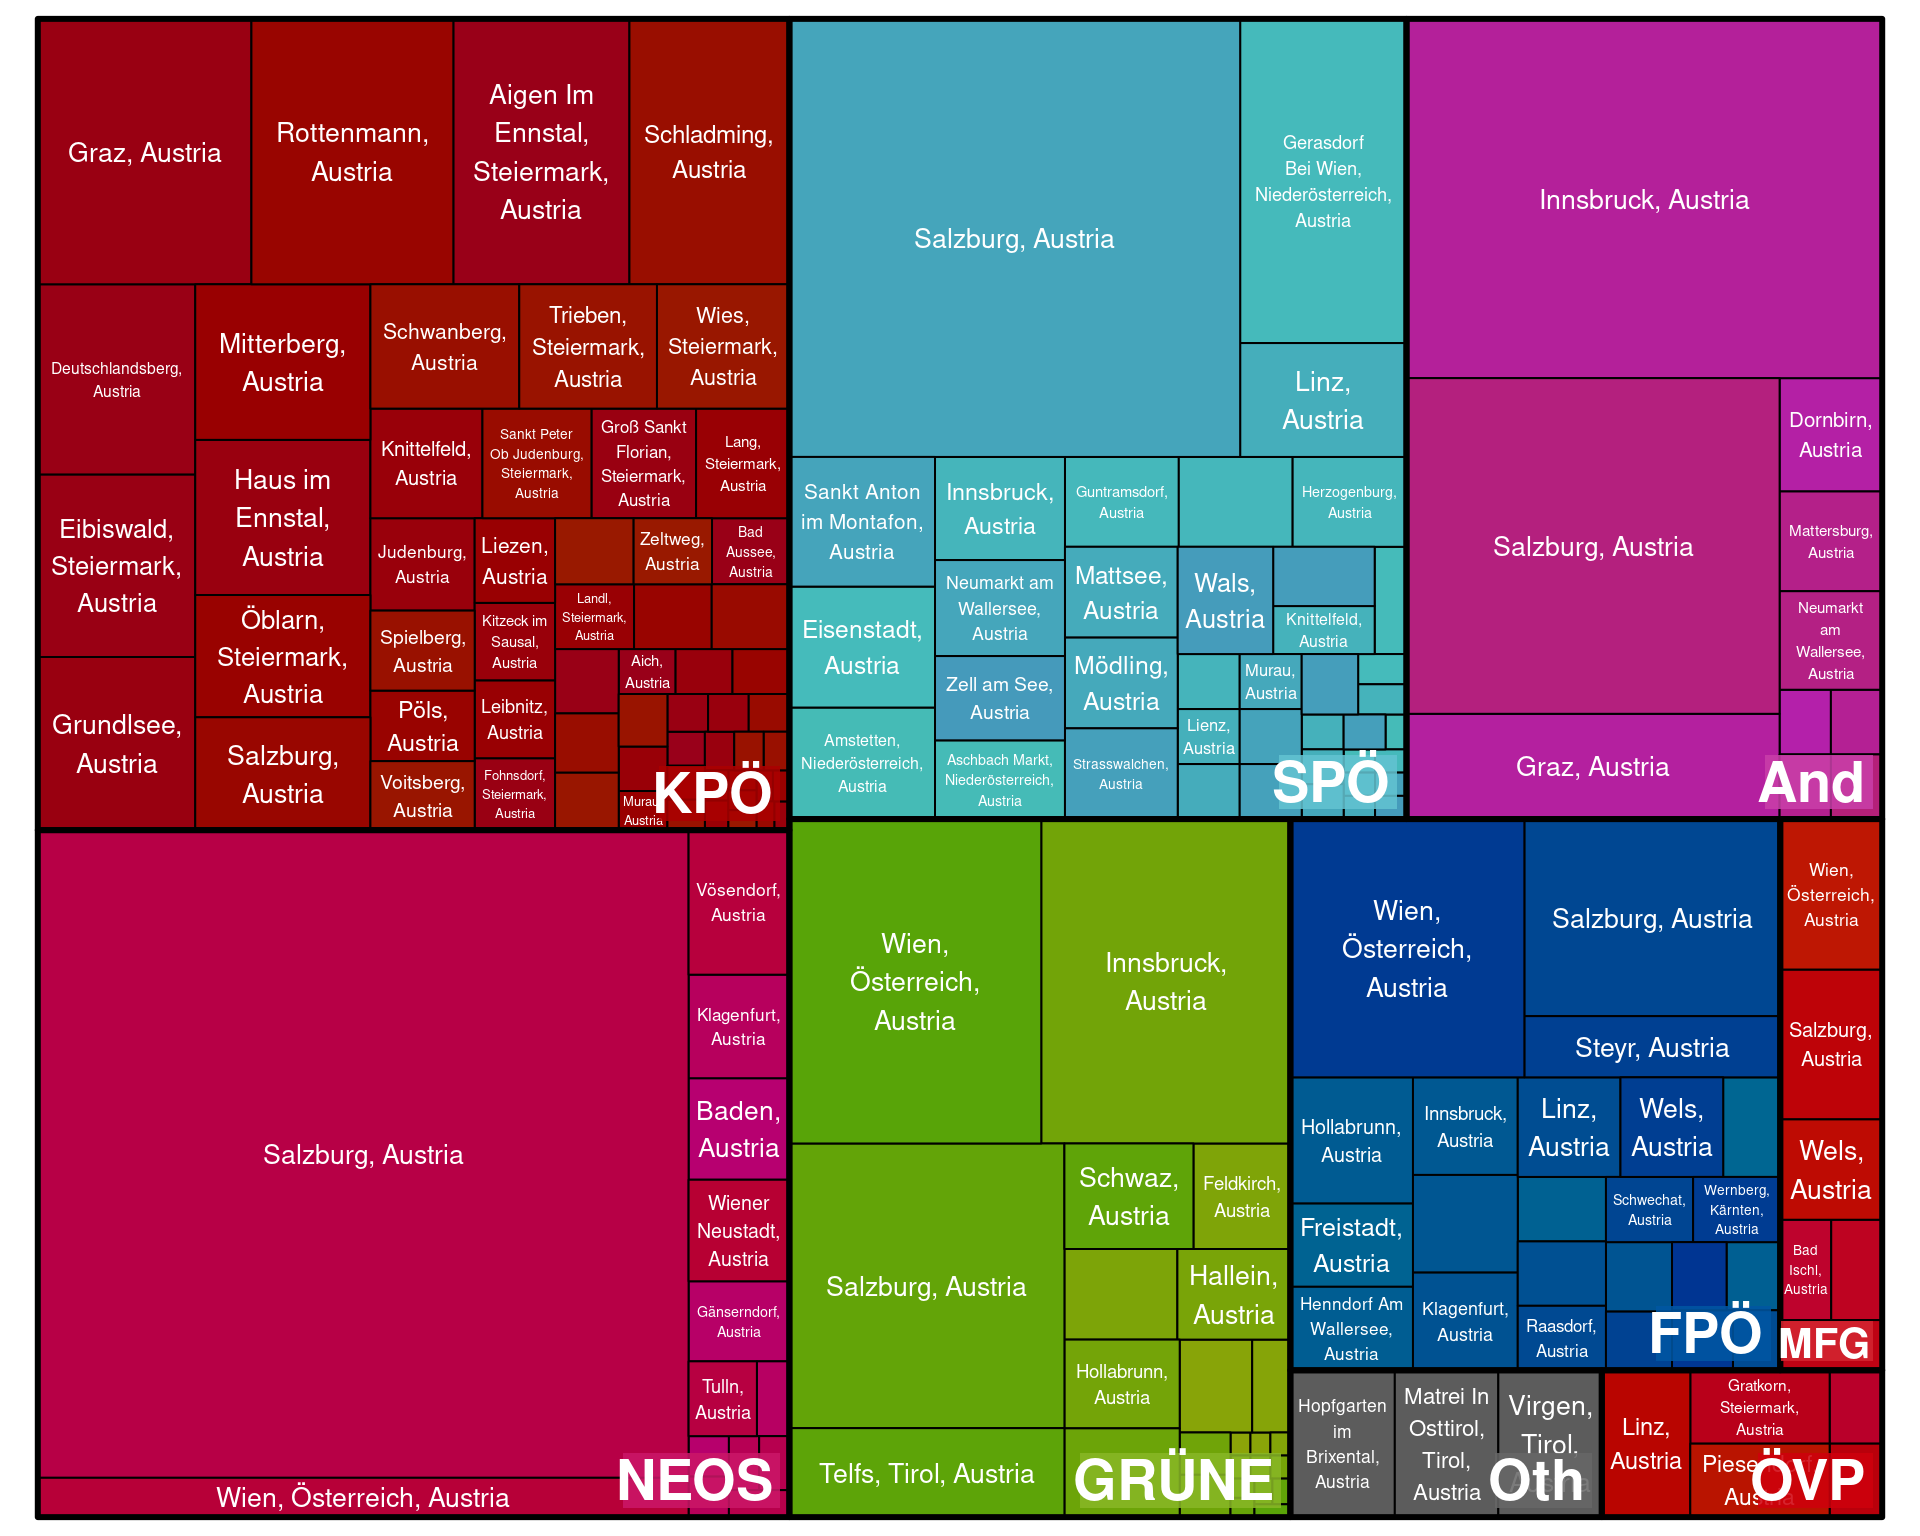 Graz, Austria
Rottenmann,
Austria
Aigen Im
Ennstal,
Steiermark,
Austria
Schladming,
Austria
Deutschlandsberg,
Austria
Mitterberg,
Austria
Schwanberg,
Austria
Trieben,
Steiermark,
Austria
Wies,
Steiermark,
Austria
Knittelfeld,
Austria
Sankt Peter
Ob Judenburg,
Steiermark,
Austria
Groß Sankt
Florian,
Steiermark,
Austria
Lang,
Steiermark,
Austria
Eibiswald,
Steiermark,
Austria
Haus im
Ennstal,
Austria
Judenburg,
Austria
Liezen,
Austria
Zeltweg,
Austria
Bad
Aussee,
Austria
Öblarn,
Steiermark,
Austria
Spielberg,
Austria
Kitzeck im
Sausal,
Austria
Landl,
Steiermark,
Austria
Aich,
Austria
Grundlsee,
Austria
Salzburg,
Austria
Pöls,
Austria
Leibnitz,
Austria
Voitsberg,
Austria
Fohnsdorf,
Steiermark,
Austria
Murau,
Austria
KPÖ
Salzburg, Austria
Gerasdorf
Bei Wien,
Niederösterreich,
Austria
Linz,
Austria
Sankt Anton
im Montafon,
Austria
Innsbruck,
Austria
Guntramsdorf,
Austria
Herzogenburg,
Austria
Eisenstadt,
Austria
Neumarkt am
Wallersee,
Austria
Mattsee,
Austria
Wals,
Austria
Knittelfeld,
Austria
Zell am See,
Austria
Mödling,
Austria
Murau,
Austria
Lienz,
Austria
Amstetten,
Niederösterreich,
Austria
Aschbach Markt,
Niederösterreich,
Austria
Strasswalchen,
Austria
SPÖ
Innsbruck, Austria
Salzburg, Austria
Dornbirn,
Austria
Mattersburg,
Austria
Neumarkt
am
Wallersee,
Austria
Graz, Austria
And
Salzburg, Austria
Vösendorf,
Austria
Klagenfurt,
Austria
Baden,
Austria
Wiener
Neustadt,
Austria
Gänserndorf,
Austria
Tulln,
Austria
Wien, Österreich, Austria
NEOS
Wien,
Österreich,
Austria
Innsbruck,
Austria
Salzburg, Austria
Schwaz,
Austria
Feldkirch,
Austria
Hallein,
Austria
Hollabrunn,
Austria
Telfs, Tirol, Austria
GRÜNE
Wien,
Österreich,
Austria
Salzburg, Austria
Steyr, Austria
Hollabrunn,
Austria
Innsbruck,
Austria
Linz,
Austria
Wels,
Austria
Freistadt,
Austria
Schwechat,
Austria
Wernberg,
Kärnten,
Austria
Henndorf Am
Wallersee,
Austria
Klagenfurt,
Austria
Raasdorf,
Austria
FPÖ
Wien,
Österreich,
Austria
Salzburg,
Austria
Wels,
Austria
Bad
Ischl,
Austria
MFG
Hopfgarten
im
Brixental,
Austria
Matrei In
Osttirol,
Tirol,
Austria
Virgen,
Tirol,
Austria
Oth
Linz,
Austria
Gratkorn,
Steiermark,
Austria
ÖVP